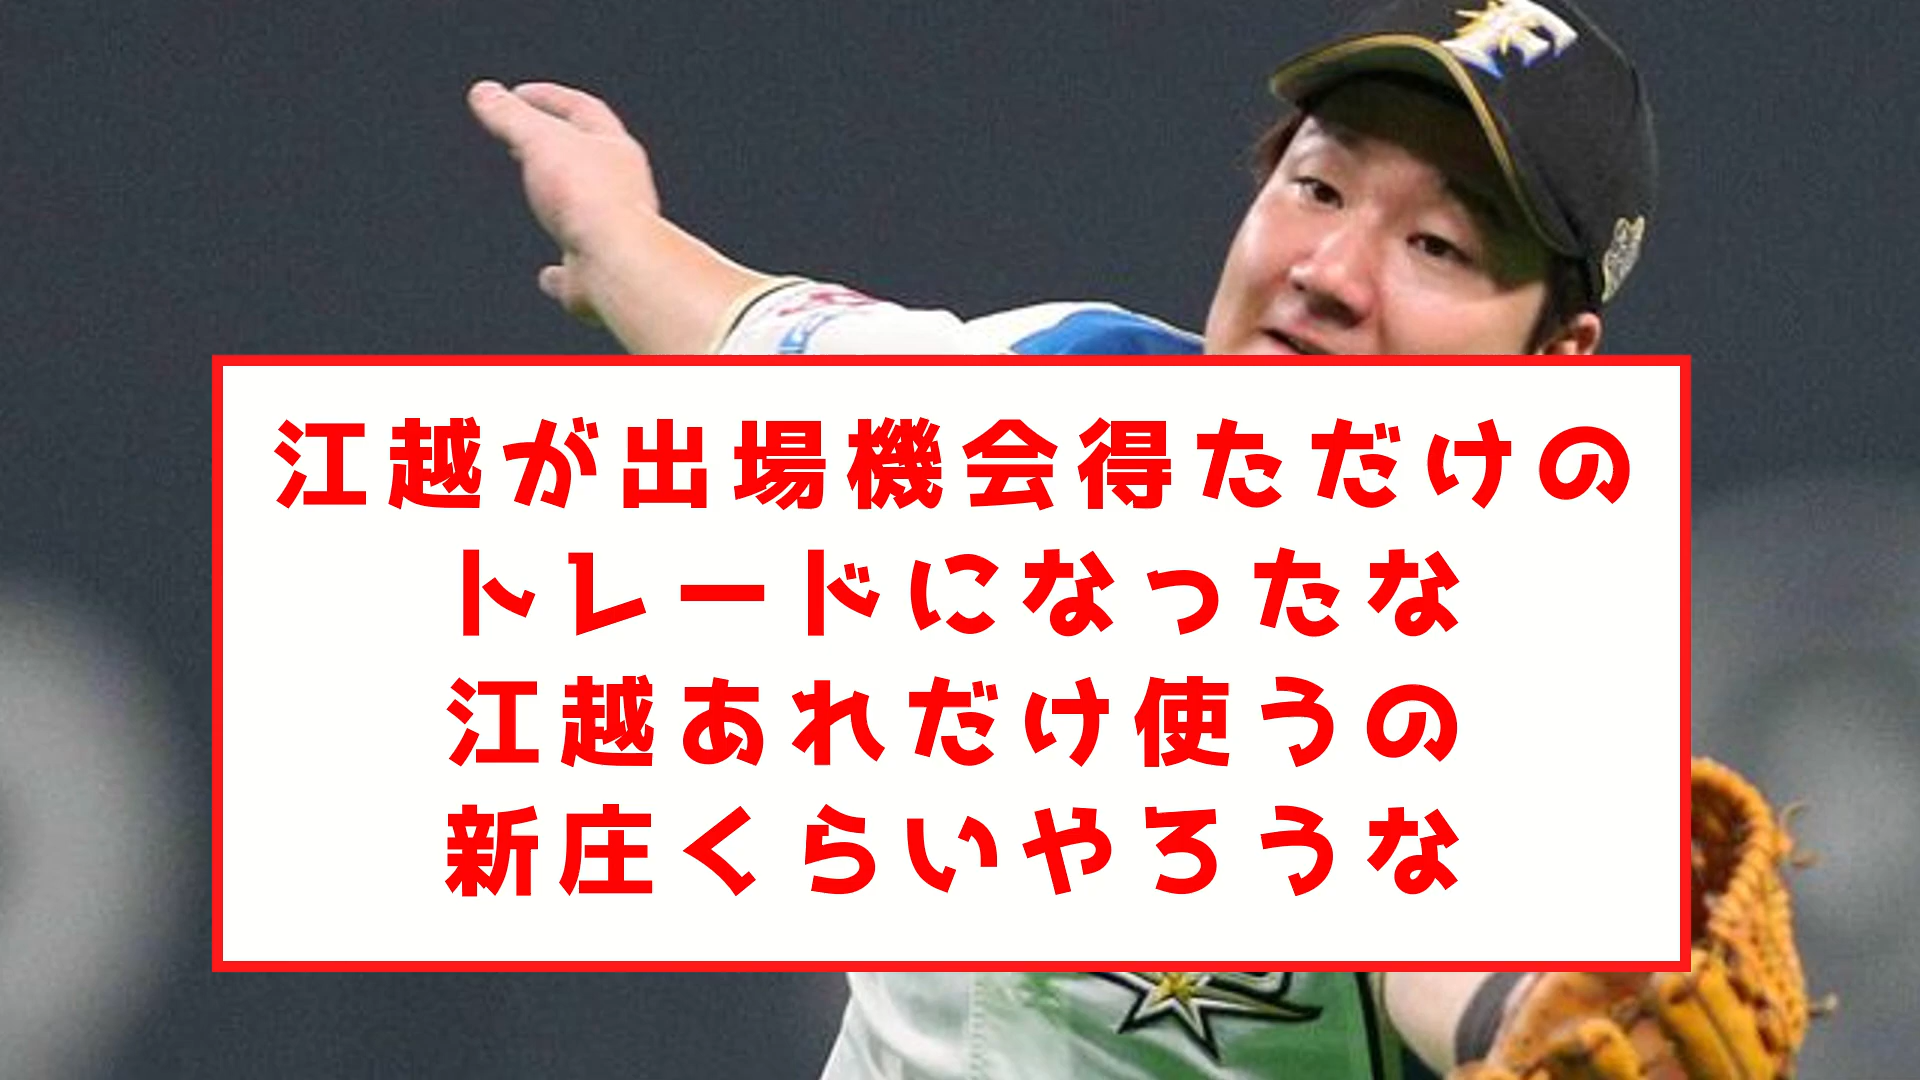 江越が出場機会得ただけの
トレードになったな
江越あれだけ使うの
新庄くらいやろうな